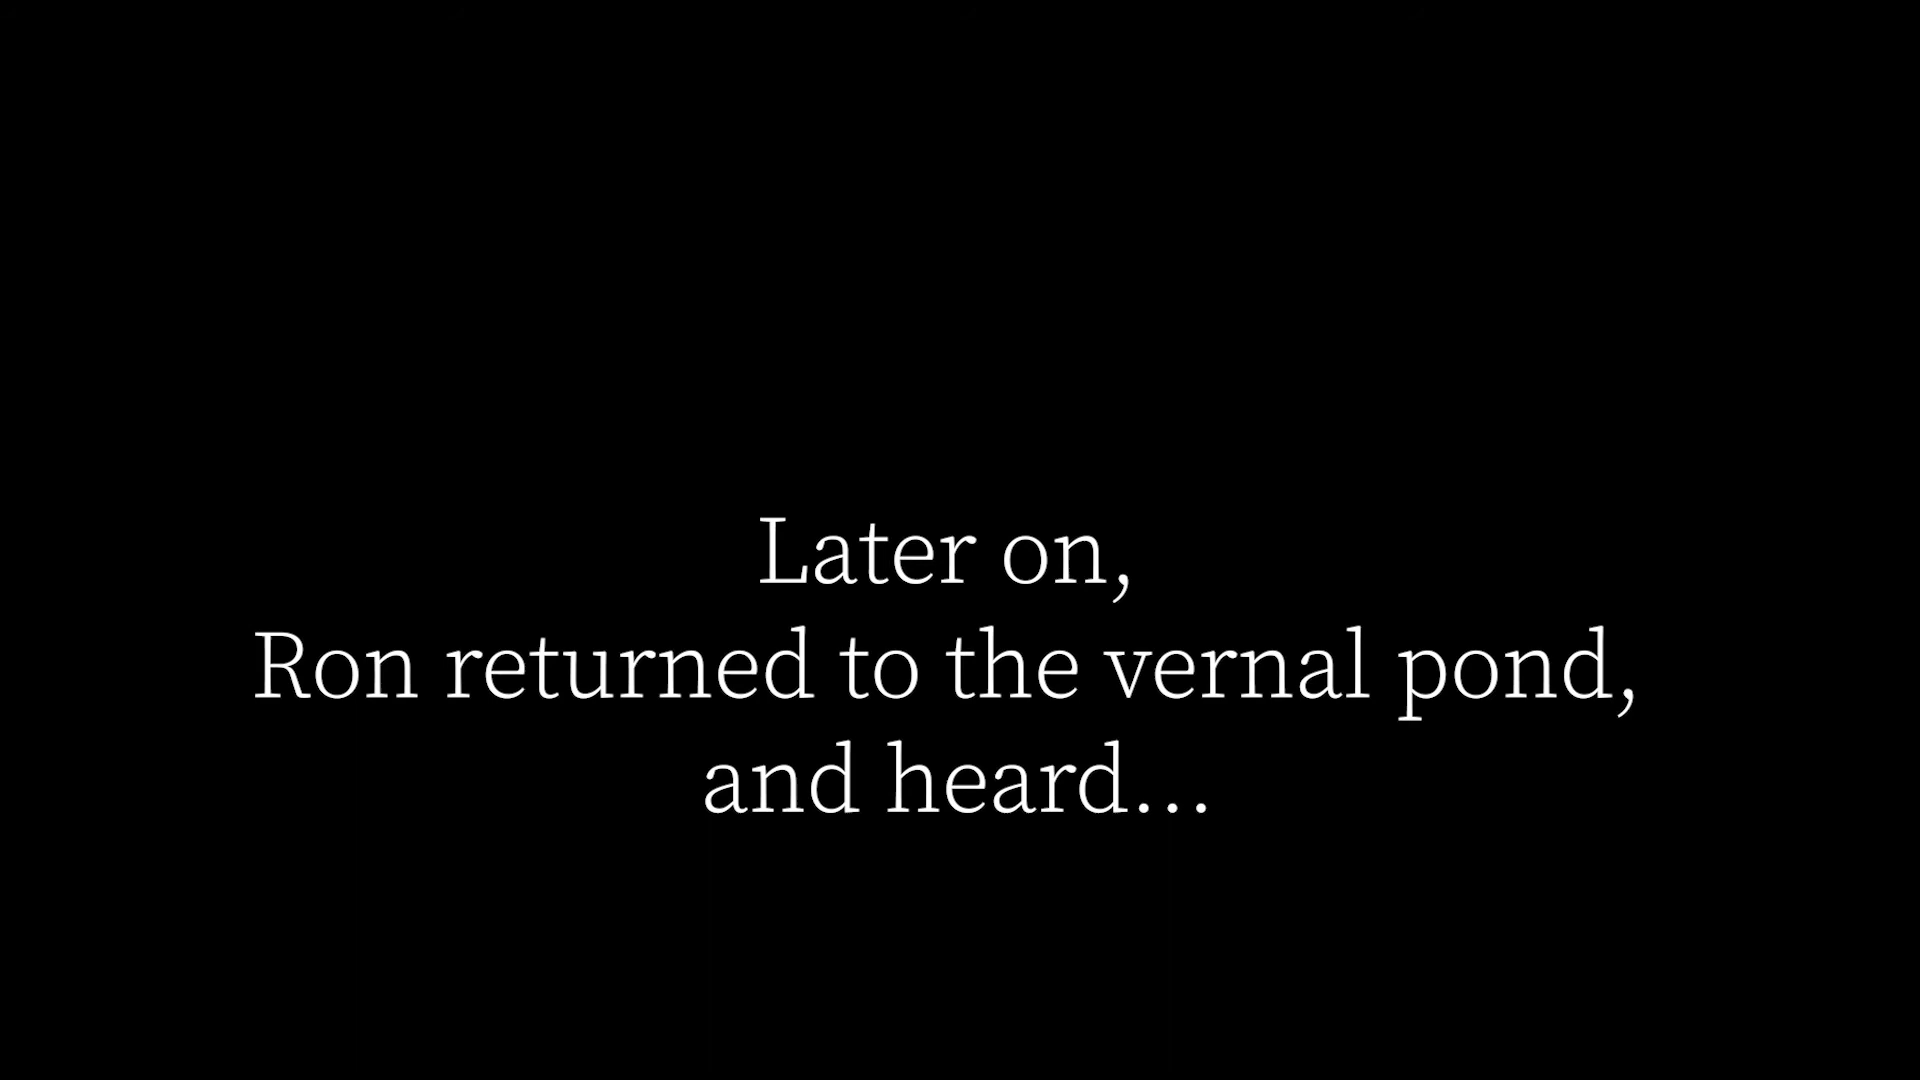 Later on,
Ron returned to the vernal pond,
and heard...